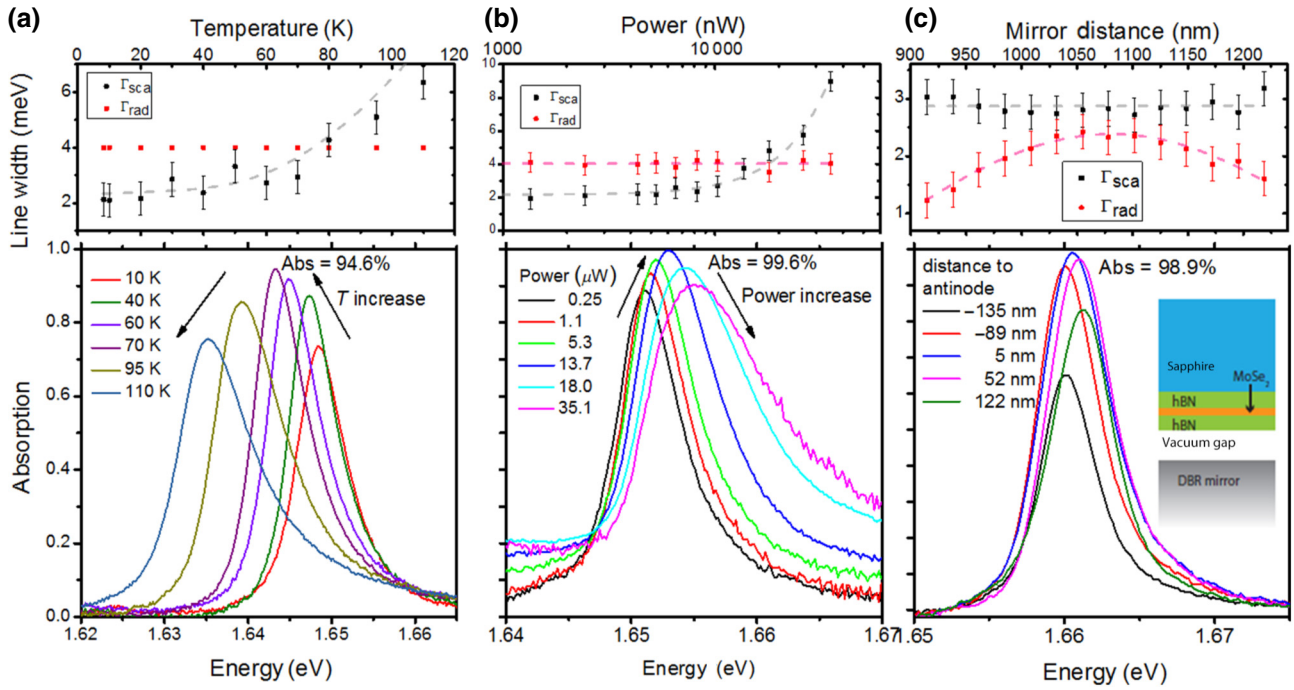 (a)
Temperature (K)
0 20 40 60 80 100 120
Line width (meV)
6
4
2
Γsca
Γrad
1.0
0.8
0.6
0.4
0.2
0.0
Absorption
Abs = 94.6%
T increase
10 K
40 K
60 K
70 K
95 K
110 K
1.62 1.63 1.64 1.65 1.66
Energy (eV)
(b)
Power (nW)
1000 10 000
10
8
6
4
2
0
Γsca
Γrad
Power (μW)
0.25
1.1
5.3
13.7
18.0
35.1
Abs = 99.6%
Power increase
1.64 1.65 1.66 1.67
Energy (eV)
(c)
Mirror distance (nm)
900 950 1000 1050 1100 1150 1200
3
2
1
Γsca
Γrad
distance to
antinode
−135 nm
−89 nm
5 nm
52 nm
122 nm
Abs = 98.9%
Sapphire
MoSe2
hBN
hBN
Vacuum gap
DBR mirror
1.65 1.66 1.67
Energy (eV)